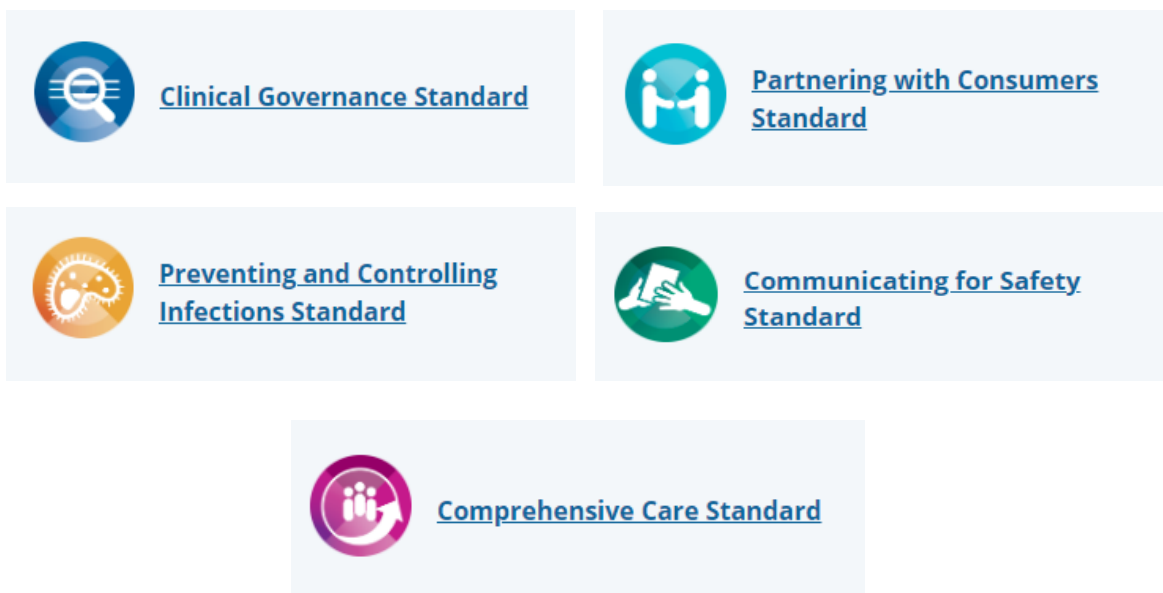 Clinical Governance Standard
Partnering with Consumers
Standard
Preventing and Controlling
Infections Standard
Communicating for Safety
Standard
Comprehensive Care Standard